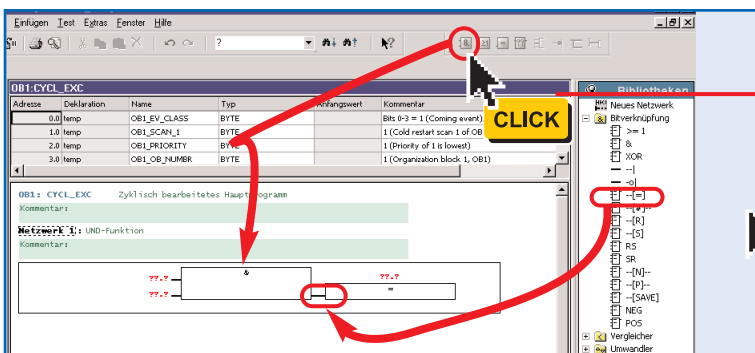 Einfügen Test Extras Fenster Hilfe
?
OB1:CYCL_EXC
Adresse Deklaration Name Typ Anfangswert Kommentar
0.0 temp OB1_EV_CLASS BYTE Bits 0-3 = 1 (Coming event),
1.0 temp OB1_SCAN_1 BYTE 1 (Cold restart scan 1 of OB
2.0 temp OB1_PRIORITY BYTE 1 (Priority of 1 is lowest)
3.0 temp OB1_OB_NUMBR BYTE 1 (Organization block 1, OB1)
CLICK
OB1: CYCL_EXC Zyklisch bearbeitetes Hauptprogramm
Kommentar:
Netzwerk 1: UND-Funktion
Kommentar:
&
??.? ??.?
=
??.?
Bibliotheken
Neues Netzwerk
Bitverknüpfung
>=1
&
XOR
--|
--o|
--[=]
--[#]--
--[R]
--[S]
RS
SR
--[N]--
--[P]--
--[SAVE]
NEG
POS
Vergleicher
Umwandler